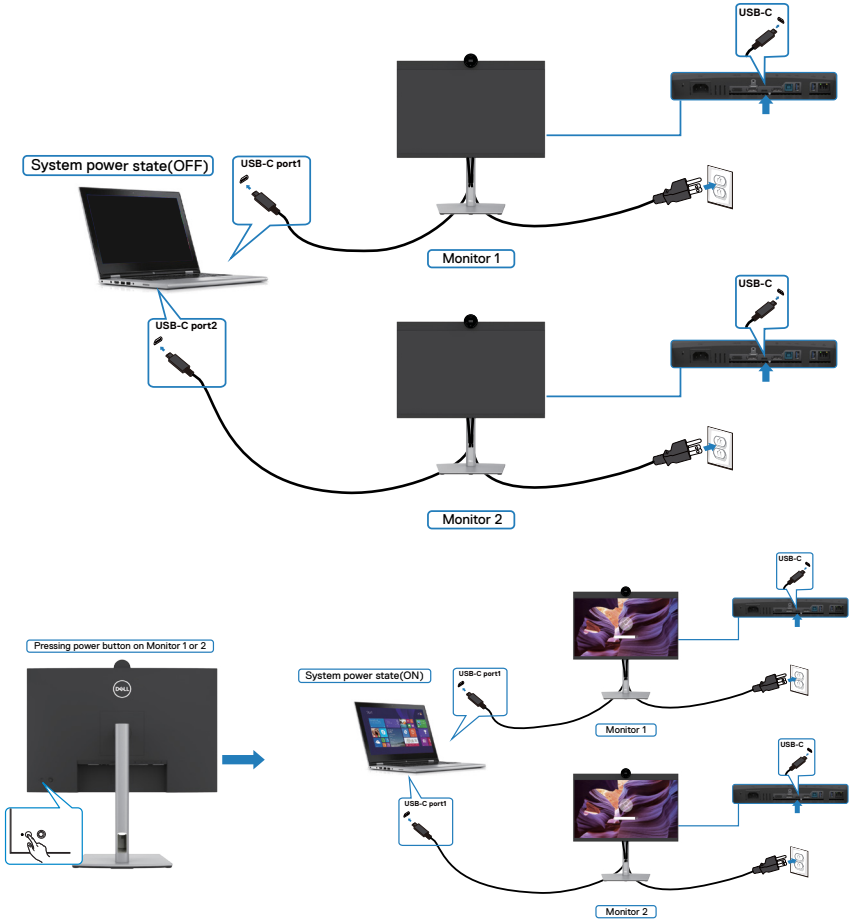 USB-C
USB-C port1
System power state(OFF)
Monitor 1
USB-C
USB-C port2
Monitor 2
USB-C
Pressing power button on Monitor 1 or 2
DELL
System power state(ON)
USB-C port1
Monitor 1
USB-C
USB-C port1
Monitor 2